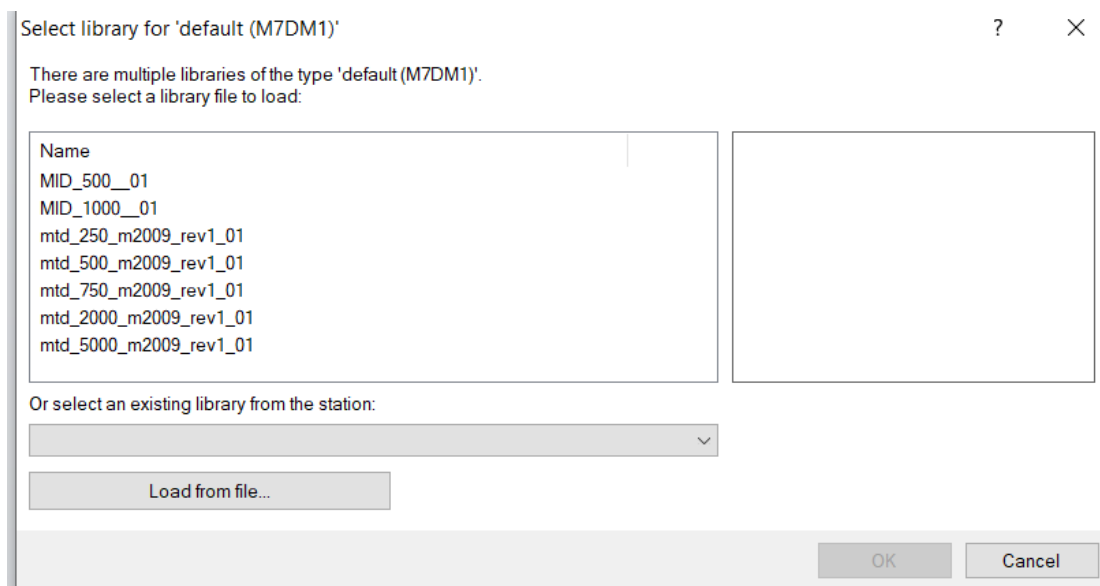 Select library for 'default (M7DM1)'
?
There are multiple libraries of the type 'default (M7DM1)'.
Please select a library file to load:
Name
MID_500__01
MID_1000__01
mtd_250_m2009_rev1_01
mtd_500_m2009_rev1_01
mtd_750_m2009_rev1_01
mtd_2000_m2009_rev1_01
mtd_5000_m2009_rev1_01
Or select an existing library from the station:
Load from file...
OK
Cancel